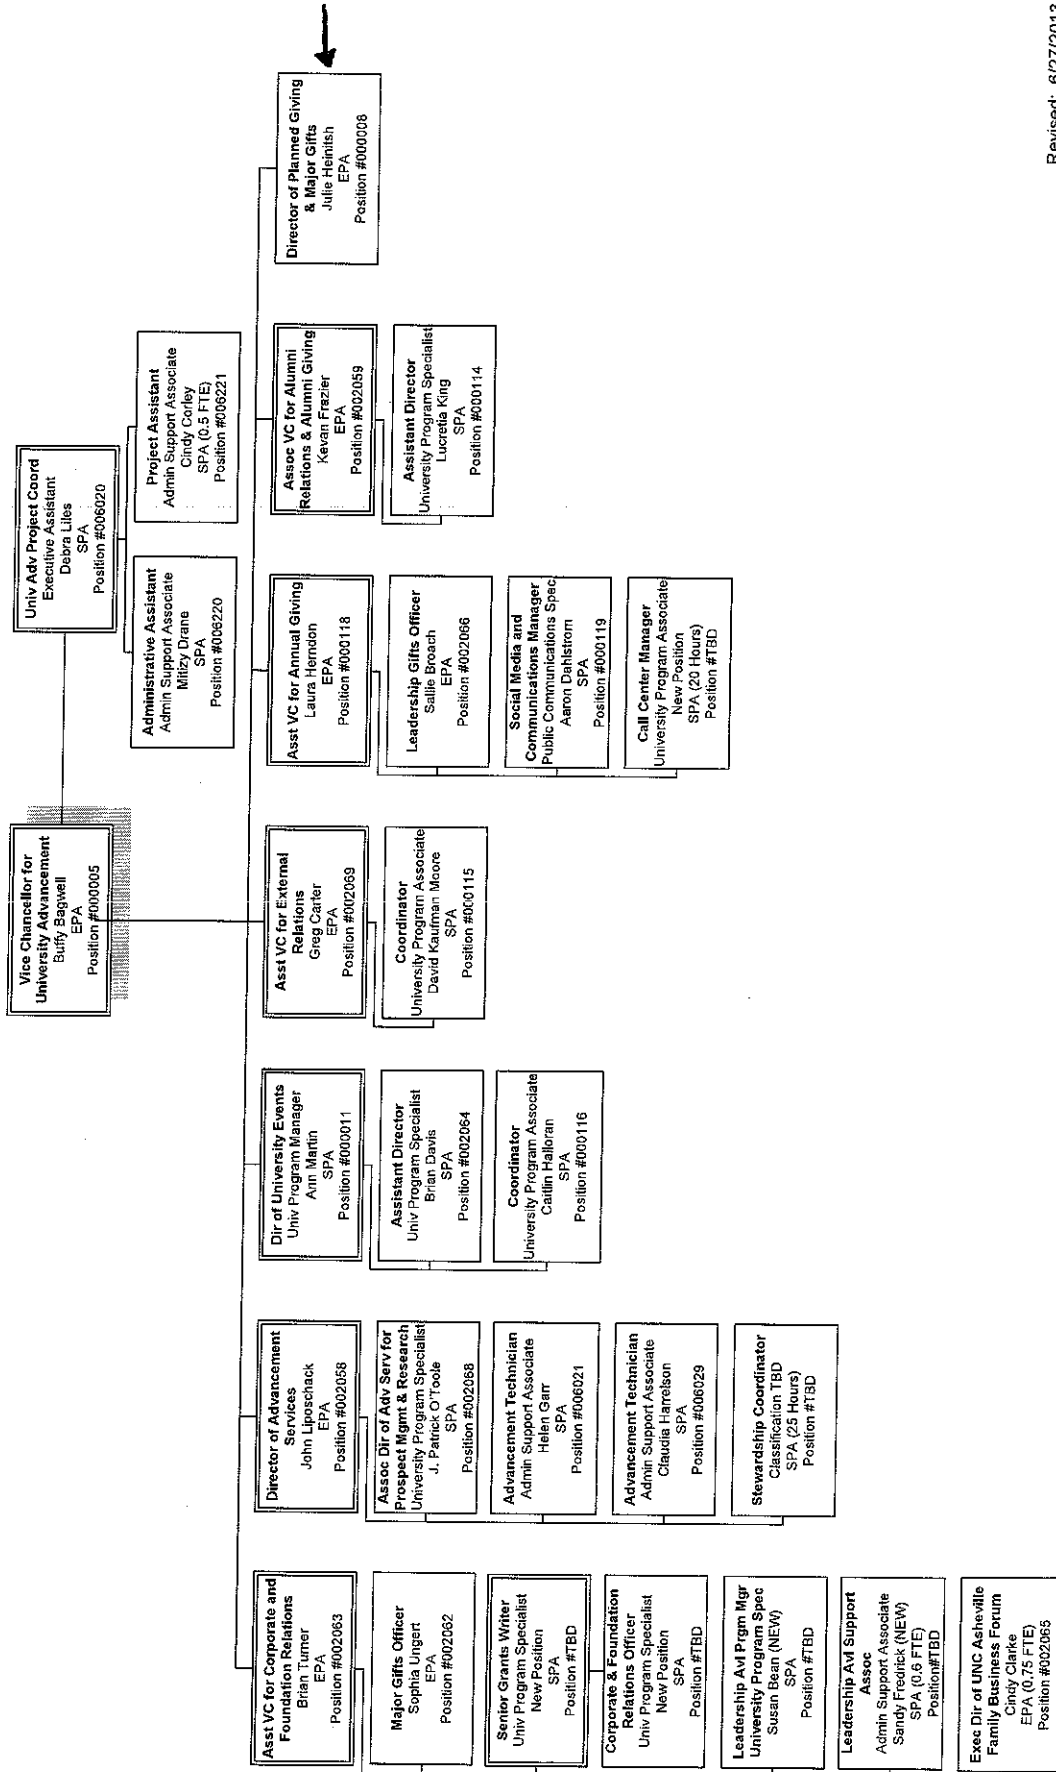 Vice Chancellor for
University Advancement
Buffy Bagwell
EPA
Position #000005
Univ Adv Project Coord
Executive Assistant
Debra Liles
SPA
Position #006020
Administrative Assistant
Admin Support Associate
Mitizy Drane
SPA
Position #006220
Project Assistant
Admin Support Associate
Cindy Corley
SPA (0.5 FTE)
Position #006221
Asst VC for Corporate and
Foundation Relations
Brian Turner
EPA
Position #002063
Major Gifts Officer
Sophia Ungert
EPA
Position #002062
Senior Grants Writer
Univ Program Specialist
New Position
SPA
Position #TBD
Corporate & Foundation
Relations Officer
Univ Program Specialist
New Position
SPA
Position #TBD
Leadership Avl Prgm Mgr
University Program Spec
Susan Bean (NEW)
SPA
Position #TBD
Leadership Avl Support
Assoc
Admin Support Associate
Sandy Fredrick (NEW)
SPA (0.6 FTE)
Position#TBD
Exec Dir of UNC Asheville
Family Business Forum
Cindy Clarke
EPA (0.75 FTE)
Position #002065
Director of Advancement
Services
John Liposchack
EPA
Position #002058
Assoc Dir of Adv Serv for
Prospect Mgmt & Research
University Program Specialist
J. Patrick O'Toole
SPA
Position #002068
Advancement Technician
Admin Support Associate
Helen Garr
SPA
Position #006021
Advancement Technician
Admin Support Associate
Claudia Harrelson
SPA
Position #006029
Stewardship Coordinator
Classification TBD
SPA (25 Hours)
Position #TBD
Dir of University Events
Univ Program Manager
Ann Martin
SPA
Position #000011
Assistant Director
Univ Program Specialist
Brian Davis
SPA
Position #002064
Coordinator
University Program Associate
Caitlin Halloran
SPA
Position #000116
Asst VC for External
Relations
Greg Carter
EPA
Position #002069
Coordinator
University Program Associate
David Kaufman Moore
SPA
Position #000115
Asst VC for Annual Giving
Laura Herndon
EPA
Position #000118
Leadership Gifts Officer
Sallie Broach
EPA
Position #002066
Social Media and
Communications Manager
Public Communications Spec
Aaron Dahlstrom
SPA
Position #000119
Call Center Manager
University Program Associate
New Position
SPA (20 Hours)
Position #TBD
Assoc VC for Alumni
Relations & Alumni Giving
Kevan Frazier
EPA
Position #002059
Assistant Director
University Program Specialist
Lucretia King
SPA
Position #000114
Director of Planned Giving
& Major Gifts
Julie Heinitsh
EPA
Position #000008
Revised: 6/27/2013